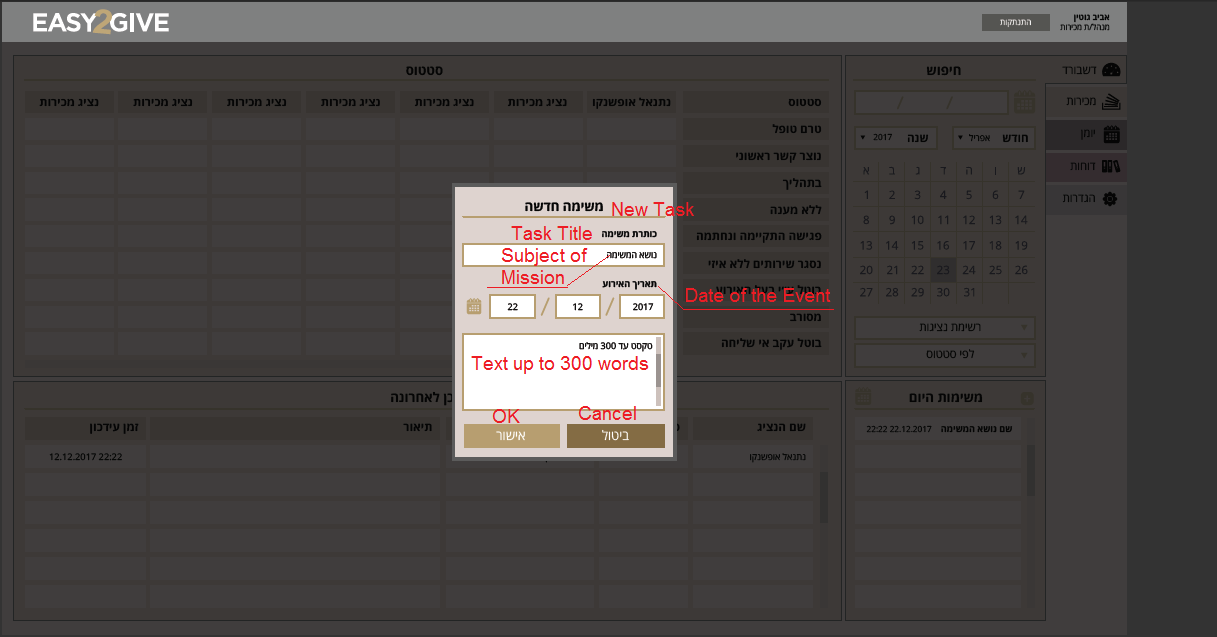 EASY2GIVE
התנתקות
אביב גוטין
מנהל/ת מכירות
דשבורד
מכירות
יומן
דוחות
הגדרות
חיפוש
/ /
חודש אפריל שנה 2017
ש ו ה ד ג ב א
1 2 3 4 5 6 7
8 9 10 11 12 13 14
13 14 15 16 17 18 19
20 21 22 23 24 25 26
27 28 29 30 31
רשימת נציגות
לפי סטטוס
סטטוס
סטטוס נתנאל אופשנקו נציג מכירות נציג מכירות נציג מכירות נציג מכירות נציג מכירות נציג מכירות
טרם טופל
נוצר קשר ראשוני
בתהליך
ללא מענה
פגישה התקיימה ונחתמה
נסגר שירותים ללא איזי
מסורב
בוטל עקב אי שליחה
משימה חדשה New Task
כותרת משימה Task Title
נושא המשימה Subject of
Mission
תאריך האירוע
Date of the Event
22 / 12 / 2017
טקסט עד 300 מילים
Text up to 300 words
OK Cancel
אישור ביטול
כן לאחרונה
שם הנציג תיאור זמן עידכון
נתנאל אופשנקו 12.12.2017 22:22
משימות היום
שם נושא המשימה 22.12.2017 22:22